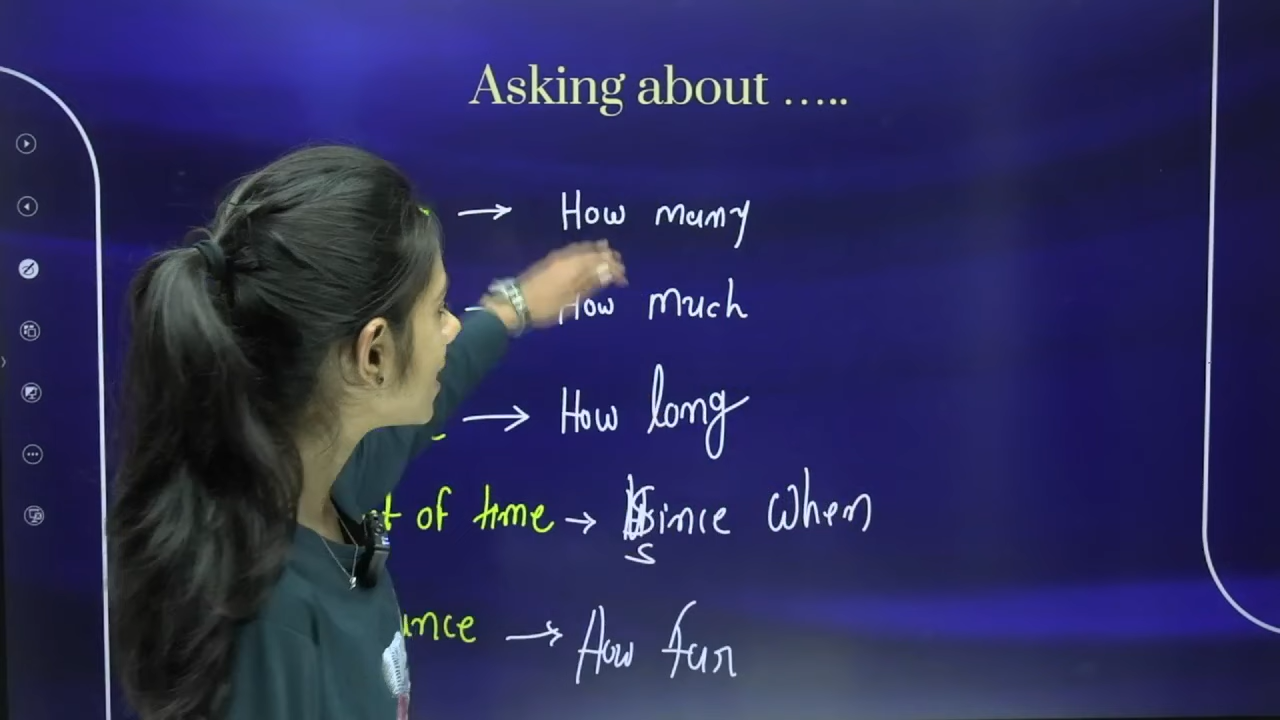 Asking about …..
→ How many
How much
→ How long
of time → Since When
→ How far